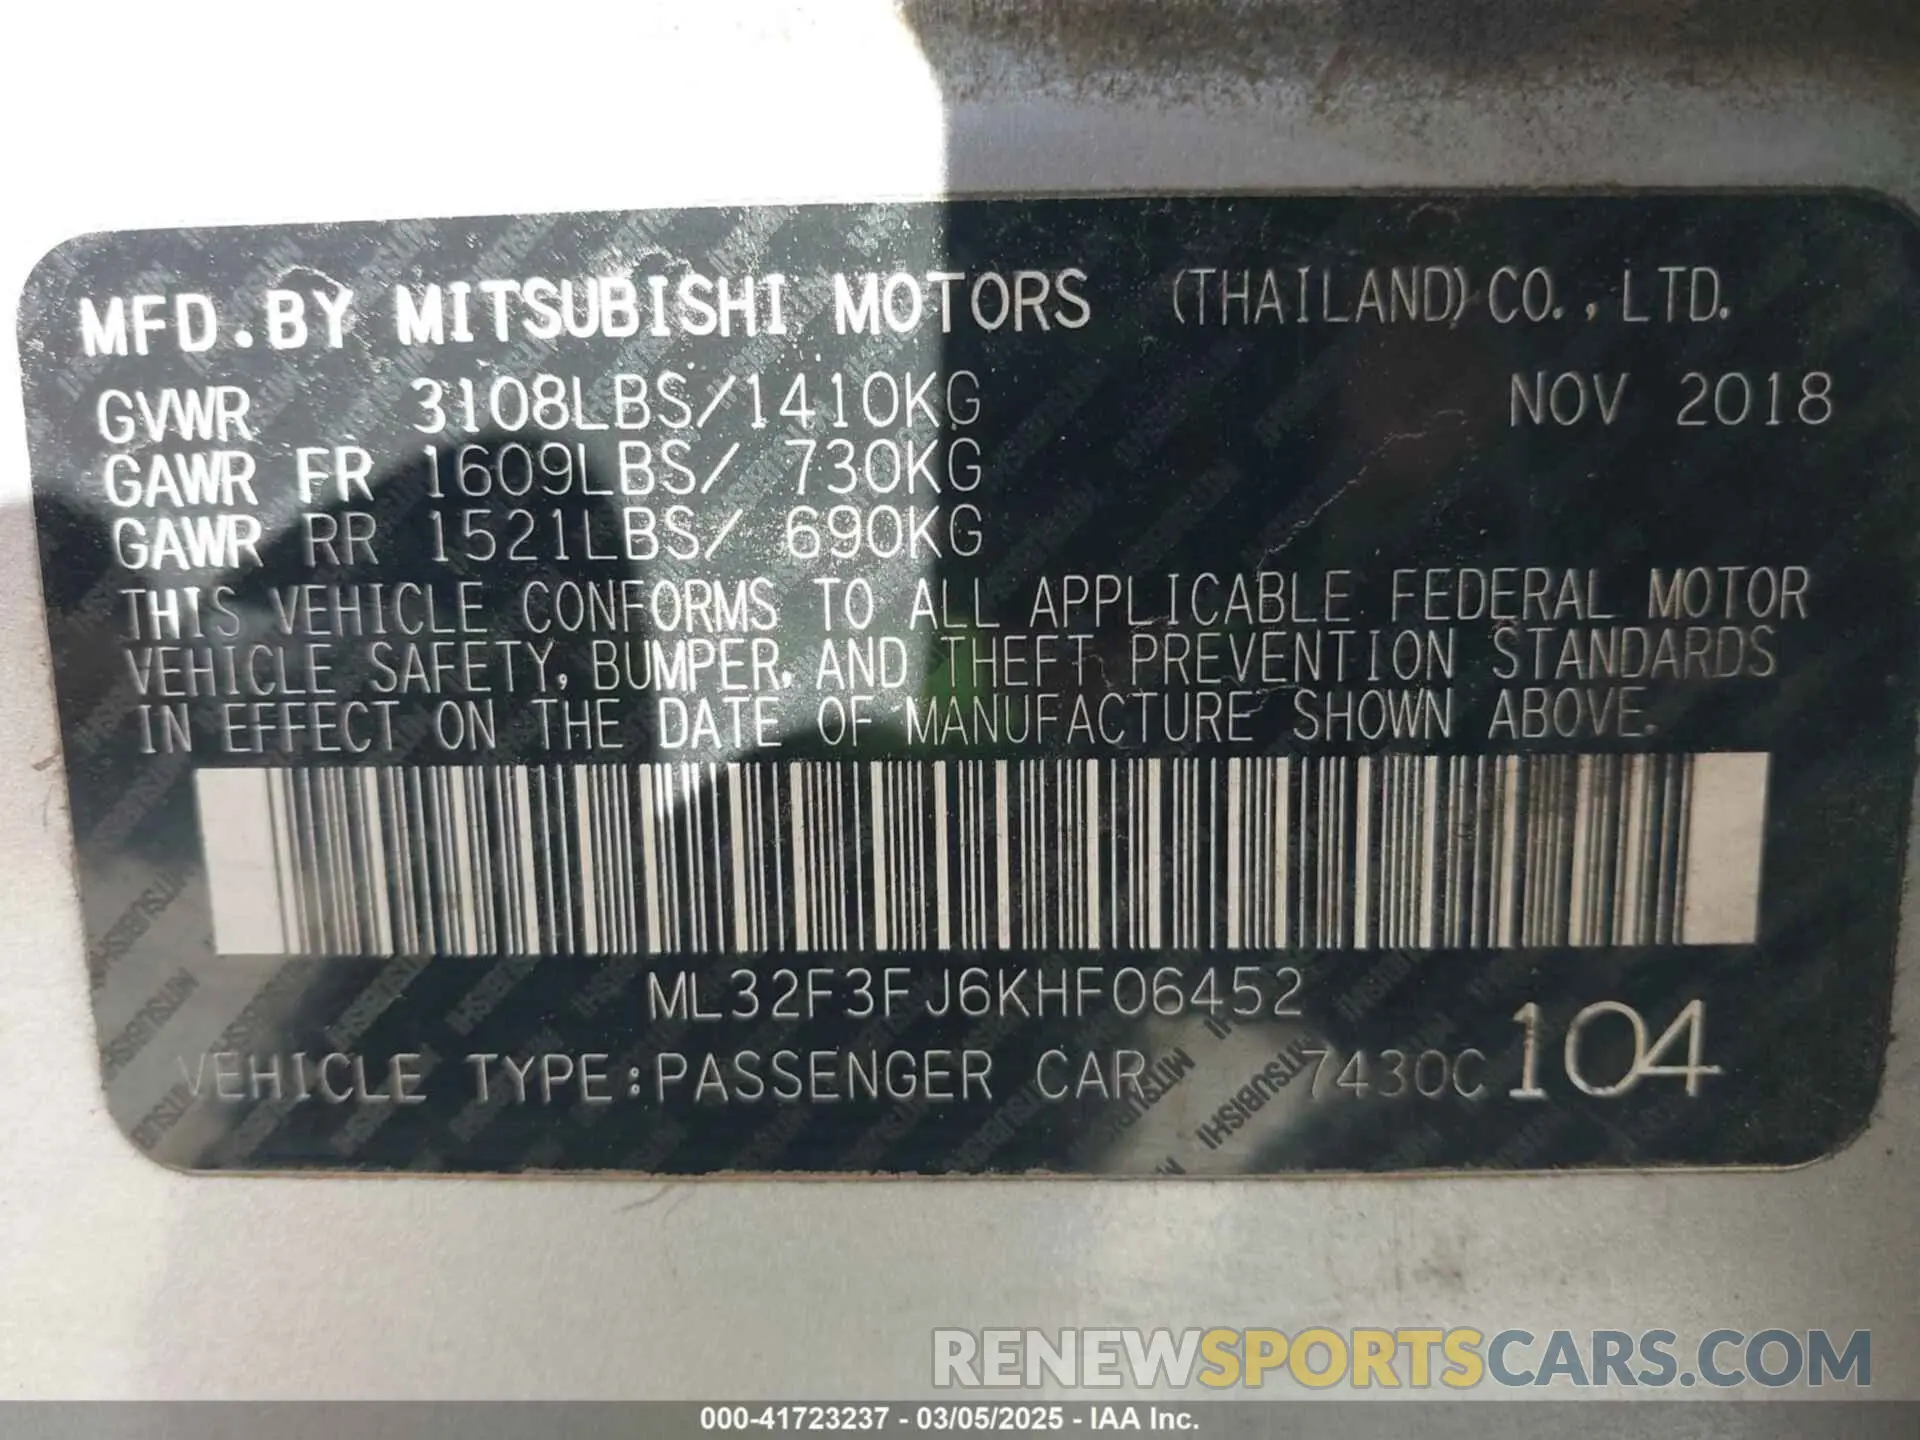 MFD.BY MITSUBISHI MOTORS (THAILAND) CO.,LTD.
GVWR 3108LBS/1410KG NOV 2018
GAWR FR 1609LBS/ 730KG
GAWR RR 1521LBS/ 690KG
THIS VEHICLE CONFORMS TO ALL APPLICABLE FEDERAL MOTOR
VEHICLE SAFETY, BUMPER, AND THEFT PREVENTION STANDARDS
IN EFFECT ON THE DATE OF MANUFACTURE SHOWN ABOVE.
ML32F3FJ6KHF06452
VEHICLE TYPE:PASSENGER CAR 7430C 104
RENEWSPORTSCARS.COM
000-41723237 - 03/05/2025 - IAA Inc.